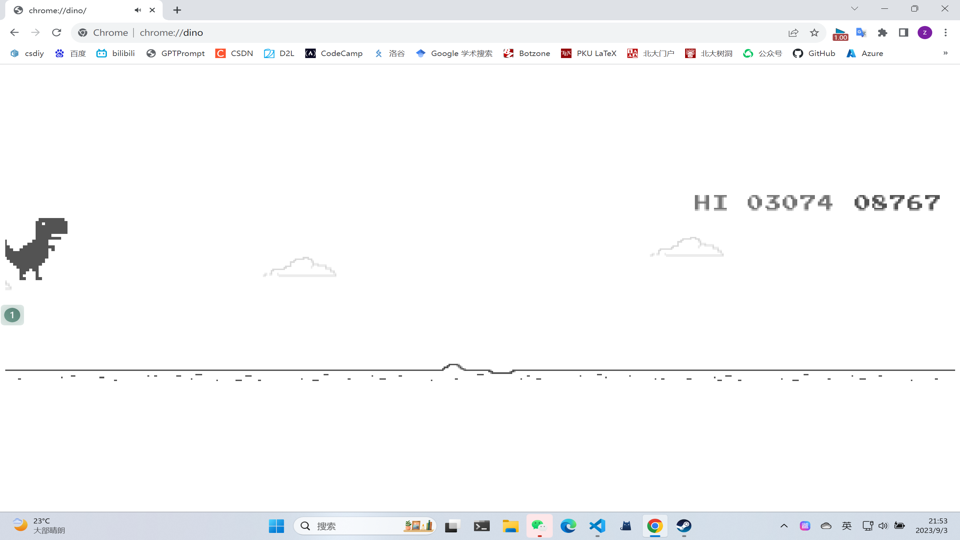 chrome://dino/
Chrome | chrome://dino
1.00
z
csdiy 百度 bilibili GPTPrompt CSDN D2L CodeCamp 洛谷 Google 学术搜索 Botzone PKU LaTeX 北大门户 北大树洞 公众号 GitHub Azure »
HI 03074 08767
1
23°C
大部晴朗
搜索
英
21:53
2023/9/3